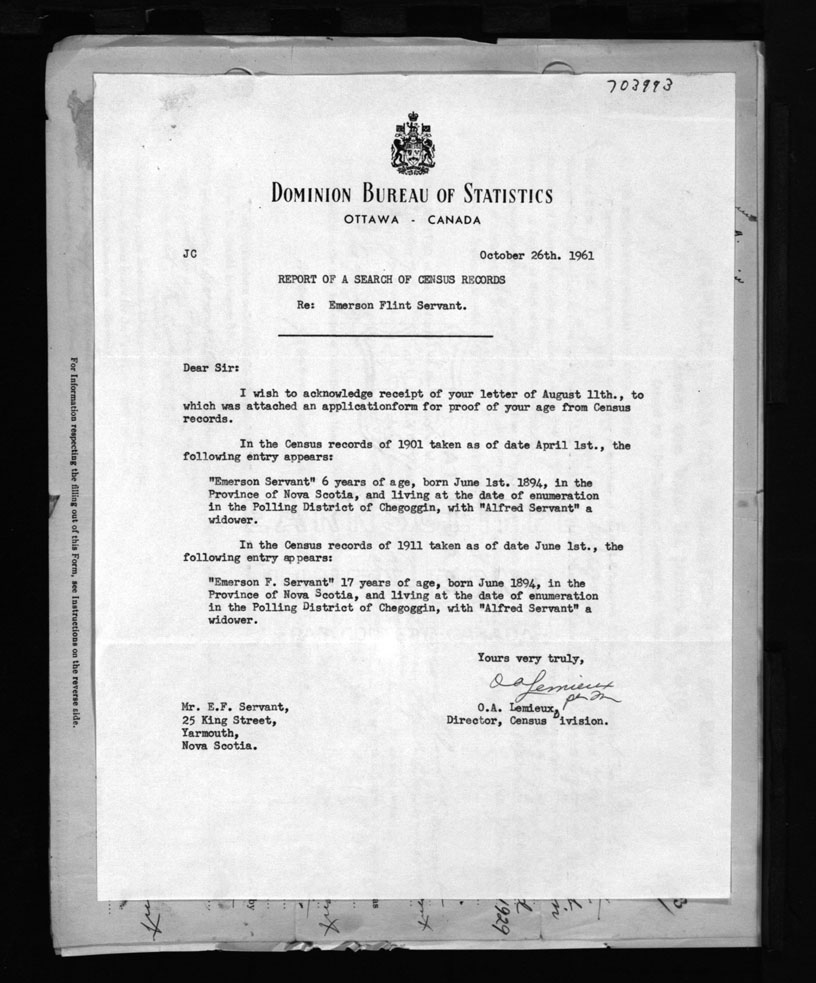 703993
DOMINION BUREAU OF STATISTICS
OTTAWA - CANADA
JC
October 26th. 1961
REPORT OF A SEARCH OF CENSUS RECORDS
Re: Emerson Flint Servant.
Dear Sir:
I wish to acknowledge receipt of your letter of August 11th., to
which was attached an applicationform for proof of your age from Census
records.
In the Census records of 1901 taken as of date April 1st., the
following entry appears:
"Emerson Servant" 6 years of age, born June 1st. 1894, in the
Province of Nova Scotia, and living at the date of enumeration
in the Polling District of Chegoggin, with "Alfred Servant" a
widower.
In the Census records of 1911 taken as of date June 1st., the
following entry appears:
"Emerson F. Servant" 17 years of age, born June 1894, in the
Province of Nova Scotia, and living at the date of enumeration
in the Polling District of Chegoggin, with "Alfred Servant" a
widower.
Yours very truly,
O A Lemieux
per
O.A. Lemieux,
Director, Census Division.
Mr. E.F. Servant,
25 King Street,
Yarmouth,
Nova Scotia.
For Information respecting the filling out of this Form, see Instructions on the reverse side.
by
as
1929